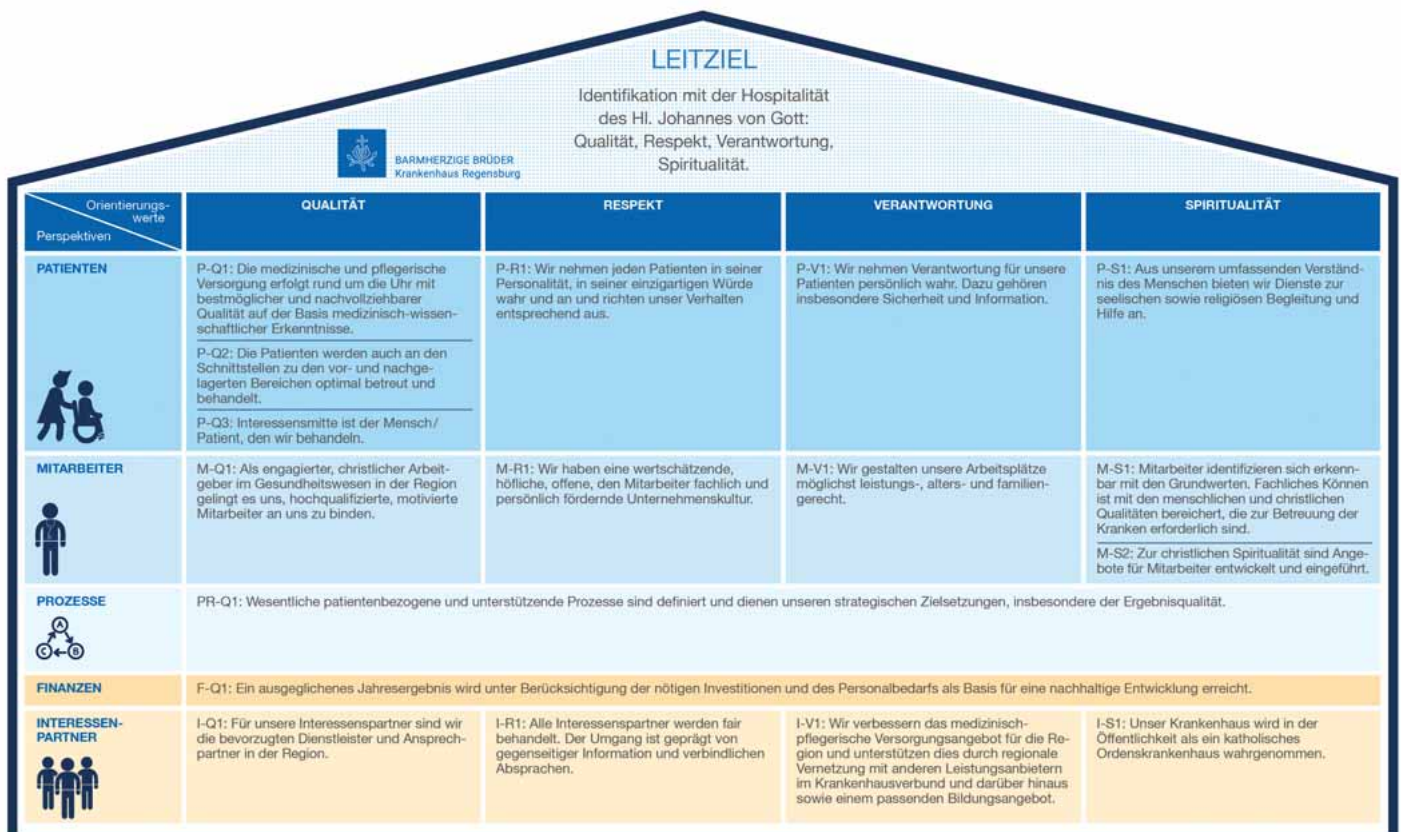 LEITZIEL
Identifikation mit der Hospitalität
des Hl. Johannes von Gott:
Qualität, Respekt, Verantwortung,
Spiritualität.
BARMHERZIGE BRÜDER
Krankenhaus Regensburg
Orientierungs-
werte
Perspektiven
QUALITÄT
RESPEKT
VERANTWORTUNG
SPIRITUALITÄT
PATIENTEN
P-Q1: Die medizinische und pflegerische
Versorgung erfolgt rund um die Uhr mit
bestmöglicher und nachvollziehbarer
Qualität auf der Basis medizinisch-wissen-
schaftlicher Erkenntnisse.
P-Q2: Die Patienten werden auch an den
Schnittstellen zu den vor- und nachge-
lagerten Bereichen optimal betreut und
behandelt.
P-Q3: Interessensmitte ist der Mensch/
Patient, den wir behandeln.
P-R1: Wir nehmen jeden Patienten in seiner
Personalität, in seiner einzigartigen Würde
wahr und an und richten unser Verhalten
entsprechend aus.
P-V1: Wir nehmen Verantwortung für unsere
Patienten persönlich wahr. Dazu gehören
insbesondere Sicherheit und Information.
P-S1: Aus unserem umfassenden Verständ-
nis des Menschen bieten wir Dienste zur
seelischen sowie religiösen Begleitung und
Hilfe an.
MITARBEITER
M-Q1: Als engagierter, christlicher Arbeit-
geber im Gesundheitswesen in der Region
gelingt es uns, hochqualifizierte, motivierte
Mitarbeiter an uns zu binden.
M-R1: Wir haben eine wertschätzende,
höfliche, offene, den Mitarbeiter fachlich und
persönlich fördernde Unternehmenskultur.
M-V1: Wir gestalten unsere Arbeitsplätze
möglichst leistungs-, alters- und familien-
gerecht.
M-S1: Mitarbeiter identifizieren sich erkenn-
bar mit den Grundwerten. Fachliches Können
ist mit den menschlichen und christlichen
Qualitäten bereichert, die zur Betreuung der
Kranken erforderlich sind.
M-S2: Zur christlichen Spiritualität sind Ange-
bote für Mitarbeiter entwickelt und eingeführt.
PROZESSE
A
C
B
PR-Q1: Wesentliche patientenbezogene und unterstützende Prozesse sind definiert und dienen unseren strategischen Zielsetzungen, insbesondere der Ergebnisqualität.
FINANZEN
F-Q1: Ein ausgeglichenes Jahresergebnis wird unter Berücksichtigung der nötigen Investitionen und des Personalbedarfs als Basis für eine nachhaltige Entwicklung erreicht.
INTERESSEN-
PARTNER
I-Q1: Für unsere Interessenspartner sind wir
die bevorzugten Dienstleister und Ansprech-
partner in der Region.
I-R1: Alle Interessenspartner werden fair
behandelt. Der Umgang ist geprägt von
gegenseitiger Information und verbindlichen
Absprachen.
I-V1: Wir verbessern das medizinisch-
pflegerische Versorgungsangebot für die Re-
gion und unterstützen dies durch regionale
Vernetzung mit anderen Leistungsanbietern
im Krankenhausverbund und darüber hinaus
sowie einem passenden Bildungsangebot.
I-S1: Unser Krankenhaus wird in der
Öffentlichkeit als ein katholisches
Ordenskrankenhaus wahrgenommen.